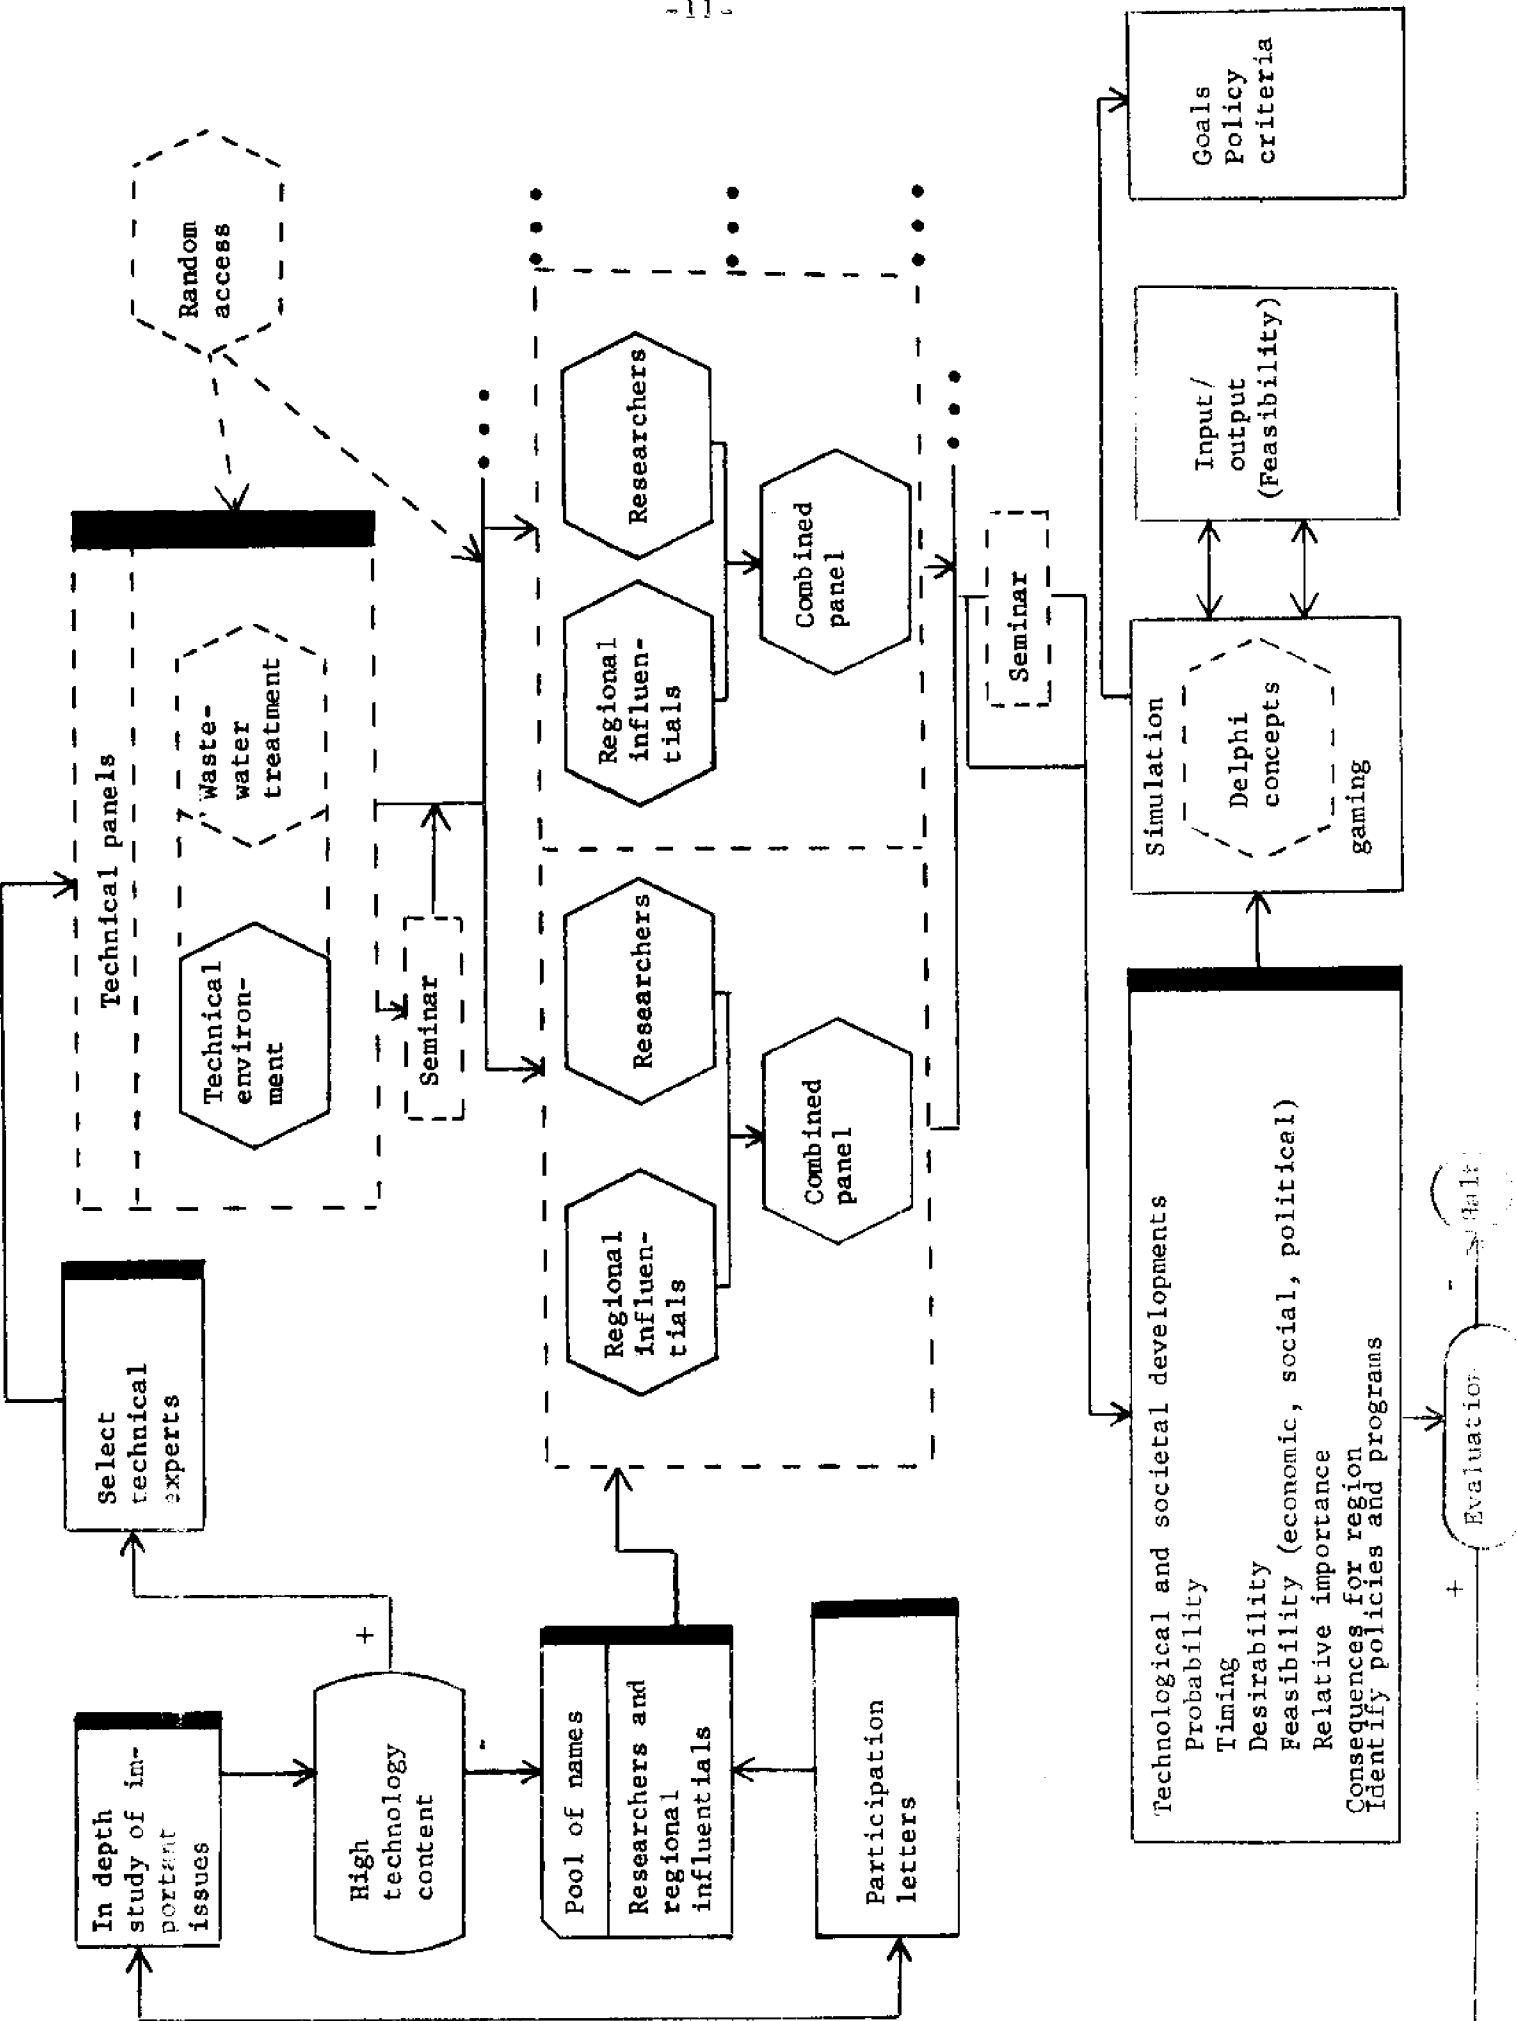 -11-
In depth
study of im-
portant
issues
High
technology
content
+
-
Pool of names
Researchers and
regional
influentials
Participation
letters
Select
technical
experts
Technical panels
Technical
environ-
ment
Waste-
water
treatment
Random
access
Seminar
Regional
influen-
tials
Researchers
Combined
panel
Regional
influen-
tials
Researchers
Combined
panel
Seminar
Technological and societal developments
Probability
Timing
Desirability
Feasibility (economic, social, political)
Relative importance
Consequences for region
Identify policies and programs
Simulation
Delphi
concepts
gaming
Input/
output
(Feasibility)
Goals
Policy
criteria
+
Evaluation
-
Halt